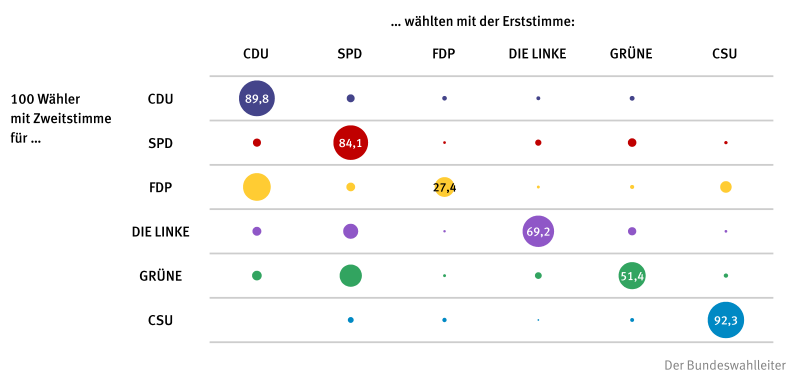 ... wählten mit der Erststimme:
CDU SPD FDP DIE LINKE GRÜNE CSU
100 Wähler
mit Zweitstimme
für ...
CDU 89,8
SPD 84,1
FDP 27,4
DIE LINKE 69,2
GRÜNE 51,4
CSU 92,3
Der Bundeswahlleiter